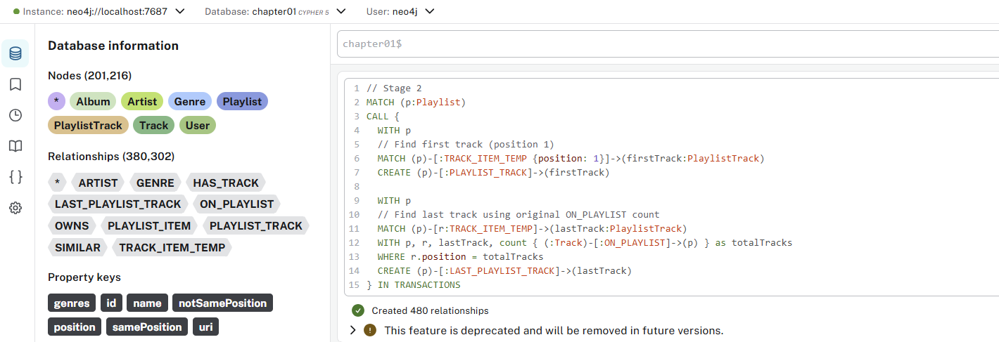 Instance: neo4j://localhost:7687 Database: chapter01 CYPHER 5 User: neo4j
Database information
Nodes (201,216)
* Album Artist Genre Playlist
PlaylistTrack Track User
Relationships (380,302)
* ARTIST GENRE HAS_TRACK
LAST_PLAYLIST_TRACK ON_PLAYLIST
OWNS PLAYLIST_ITEM PLAYLIST_TRACK
SIMILAR TRACK_ITEM_TEMP
Property keys
genres id name notSamePosition
position samePosition uri
chapter01$
1 // Stage 2
2 MATCH (p:Playlist)
3 CALL {
4   WITH p
5   // Find first track (position 1)
6   MATCH (p)-[:TRACK_ITEM_TEMP {position: 1}]->(firstTrack:PlaylistTrack)
7   CREATE (p)-[:PLAYLIST_TRACK]->(firstTrack)
8
9   WITH p
10   // Find last track using original ON_PLAYLIST count
11   MATCH (p)-[r:TRACK_ITEM_TEMP]->(lastTrack:PlaylistTrack)
12   WITH p, r, lastTrack, count { (:Track)-[:ON_PLAYLIST]->(p) } as totalTracks
13   WHERE r.position = totalTracks
14   CREATE (p)-[:LAST_PLAYLIST_TRACK]->(lastTrack)
15 } IN TRANSACTIONS
Created 480 relationships
This feature is deprecated and will be removed in future versions.